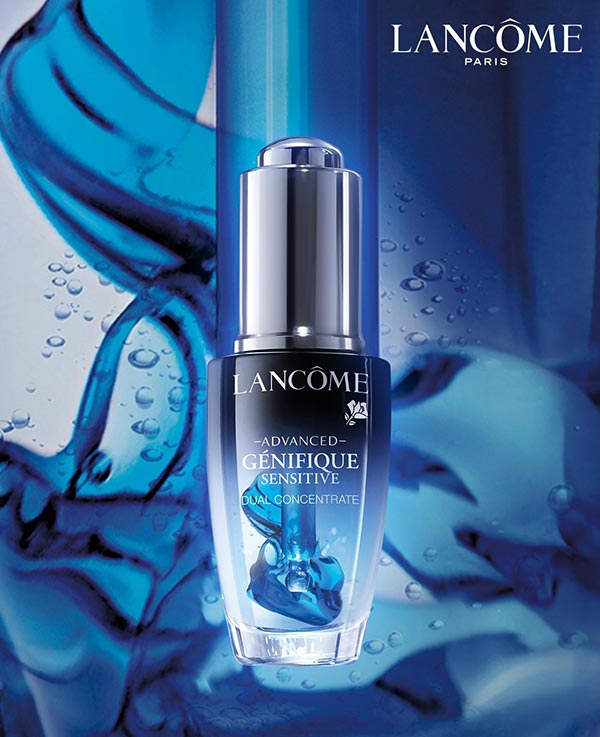 LANCÔME
PARIS
LANCÔME
-ADVANCED-
GÉNIFIQUE
SENSITIVE
DUAL CONCENTRATE